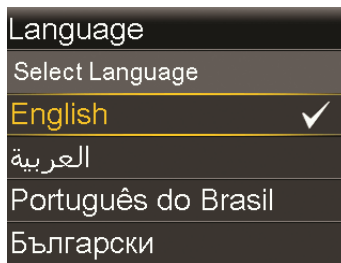 Language
Select Language
English
العربية
Português do Brasil
Български